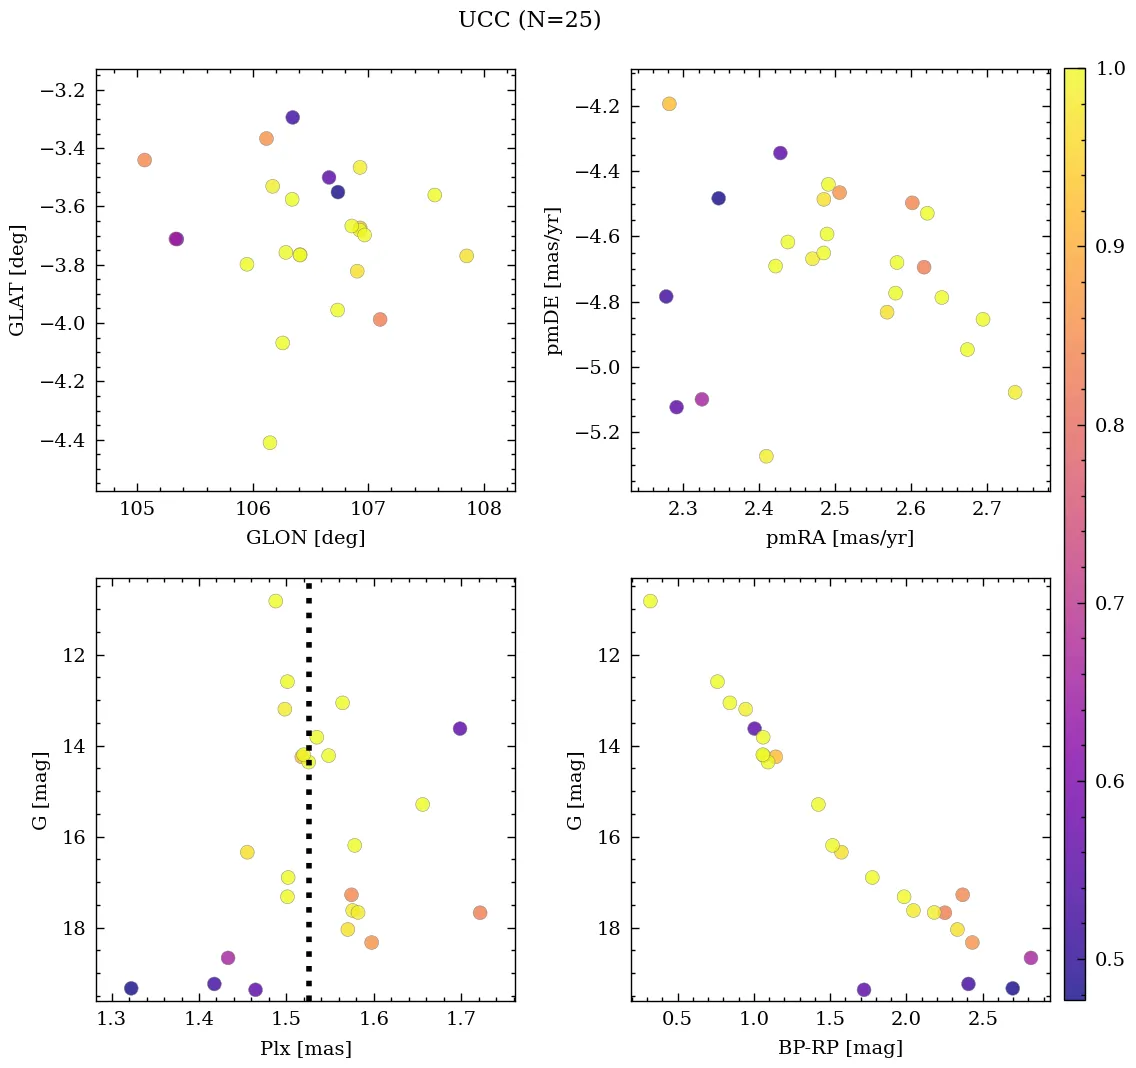 UCC (N=25)
−3.2
−3.4
−3.6
−3.8
−4.0
−4.2
−4.4
GLAT [deg]
105 106 107 108
GLON [deg]
−4.2
−4.4
−4.6
−4.8
−5.0
−5.2
pmDE [mas/yr]
2.3 2.4 2.5 2.6 2.7
pmRA [mas/yr]
1.0
0.9
0.8
0.7
0.6
0.5
12
14
16
18
G [mag]
1.3 1.4 1.5 1.6 1.7
Plx [mas]
12
14
16
18
G [mag]
0.5 1.0 1.5 2.0 2.5
BP-RP [mag]